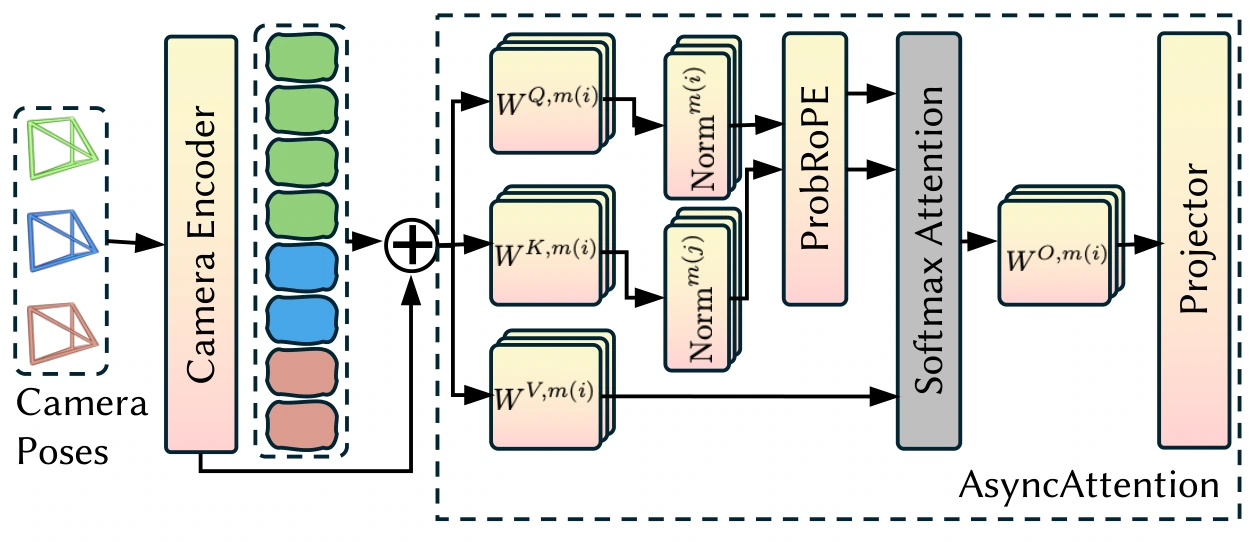 Camera
Poses
Camera Encoder
W^{Q,m(i)}
W^{K,m(i)}
W^{V,m(i)}
Norm^{m(i)}
Norm^{m(j)}
ProbRoPE
Softmax Attention
W^{O,m(i)}
Projector
AsyncAttention